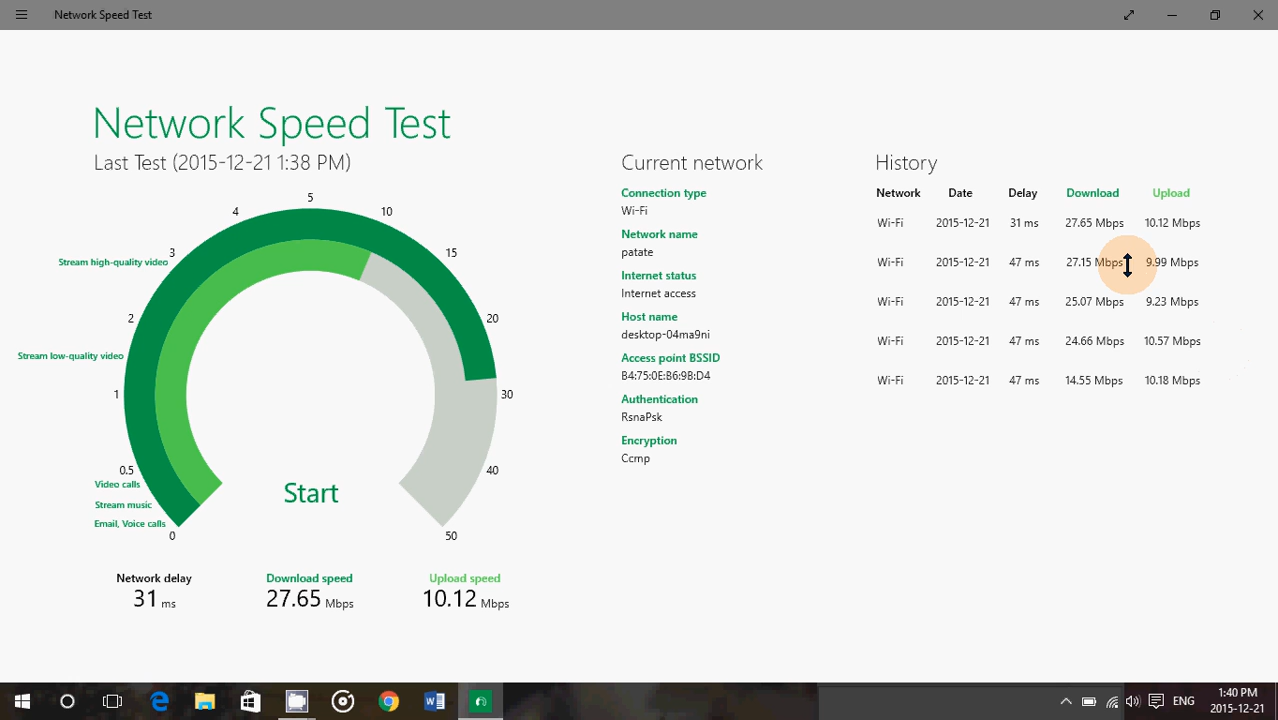 Network Speed Test
Network Speed Test
Last Test (2015-12-21 1:38 PM)
5
4
10
3
15
Stream high-quality video
2
20
Stream low-quality video
1
30
0.5
40
Video calls
Stream music
Email, Voice calls
0
50
Start
Network delay
31 ms
Download speed
27.65 Mbps
Upload speed
10.12 Mbps
Current network
Connection type
Wi-Fi
Network name
patate
Internet status
Internet access
Host name
desktop-04ma9ni
Access point BSSID
B4:75:0E:B6:9B:D4
Authentication
RsnaPsk
Encryption
Ccmp
History
Network Date Delay Download Upload
Wi-Fi 2015-12-21 31 ms 27.65 Mbps 10.12 Mbps
Wi-Fi 2015-12-21 47 ms 27.15 Mbps 9.99 Mbps
Wi-Fi 2015-12-21 47 ms 25.07 Mbps 9.23 Mbps
Wi-Fi 2015-12-21 47 ms 24.66 Mbps 10.57 Mbps
Wi-Fi 2015-12-21 47 ms 14.55 Mbps 10.18 Mbps
ENG
1:40 PM
2015-12-21